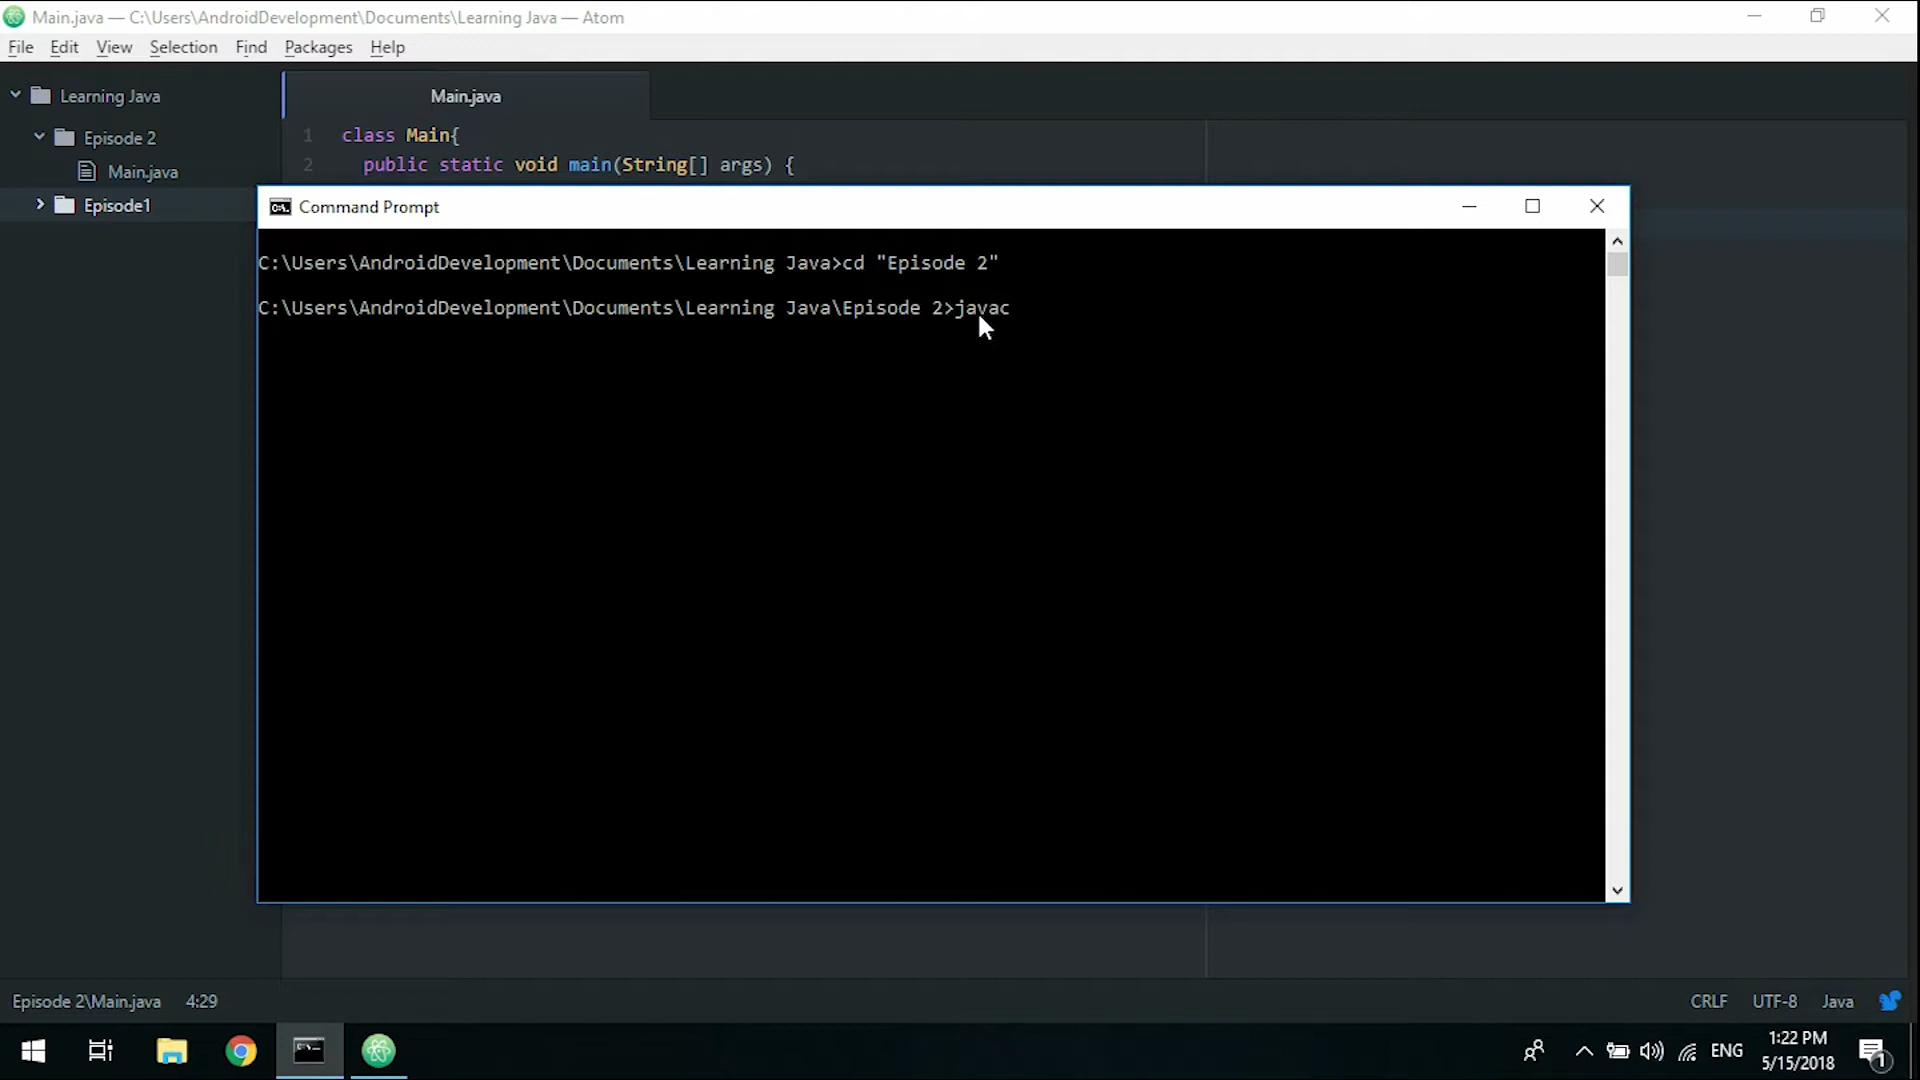 Main.java — C:\Users\AndroidDevelopment\Documents\Learning Java — Atom
File Edit View Selection Find Packages Help
Learning Java
Main.java
Episode 2
Main.java
Episode1
1 class Main{
2 public static void main(String[] args) {
Command Prompt
C:\Users\AndroidDevelopment\Documents\Learning Java>cd "Episode 2"
C:\Users\AndroidDevelopment\Documents\Learning Java\Episode 2>javac
Episode 2\Main.java 4:29 CRLF UTF-8 Java
ENG
1:22 PM
5/15/2018
1